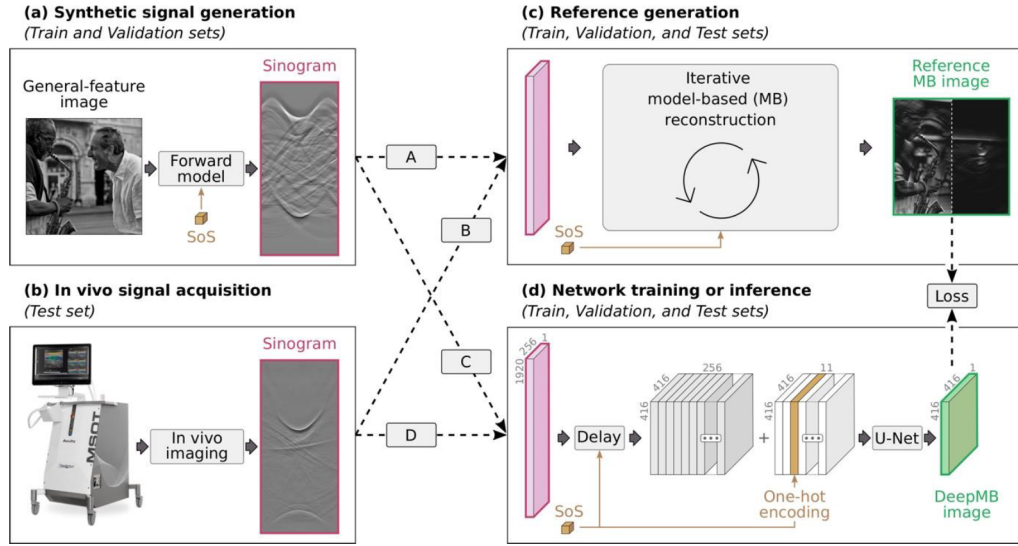 (a) Synthetic signal generation
(Train and Validation sets)
General-feature
image
Forward
model
SoS
Sinogram
A
B
C
D
(b) In vivo signal acquisition
(Test set)
MSOT
In vivo
imaging
Sinogram
(c) Reference generation
(Train, Validation, and Test sets)
SoS
Iterative
model-based (MB)
reconstruction
Reference
MB image
Loss
(d) Network training or inference
(Train, Validation, and Test sets)
1920
256
1
SoS
Delay
416
416
256
+
416
416
11
One-hot
encoding
U-Net
416
416
1
DeepMB
image